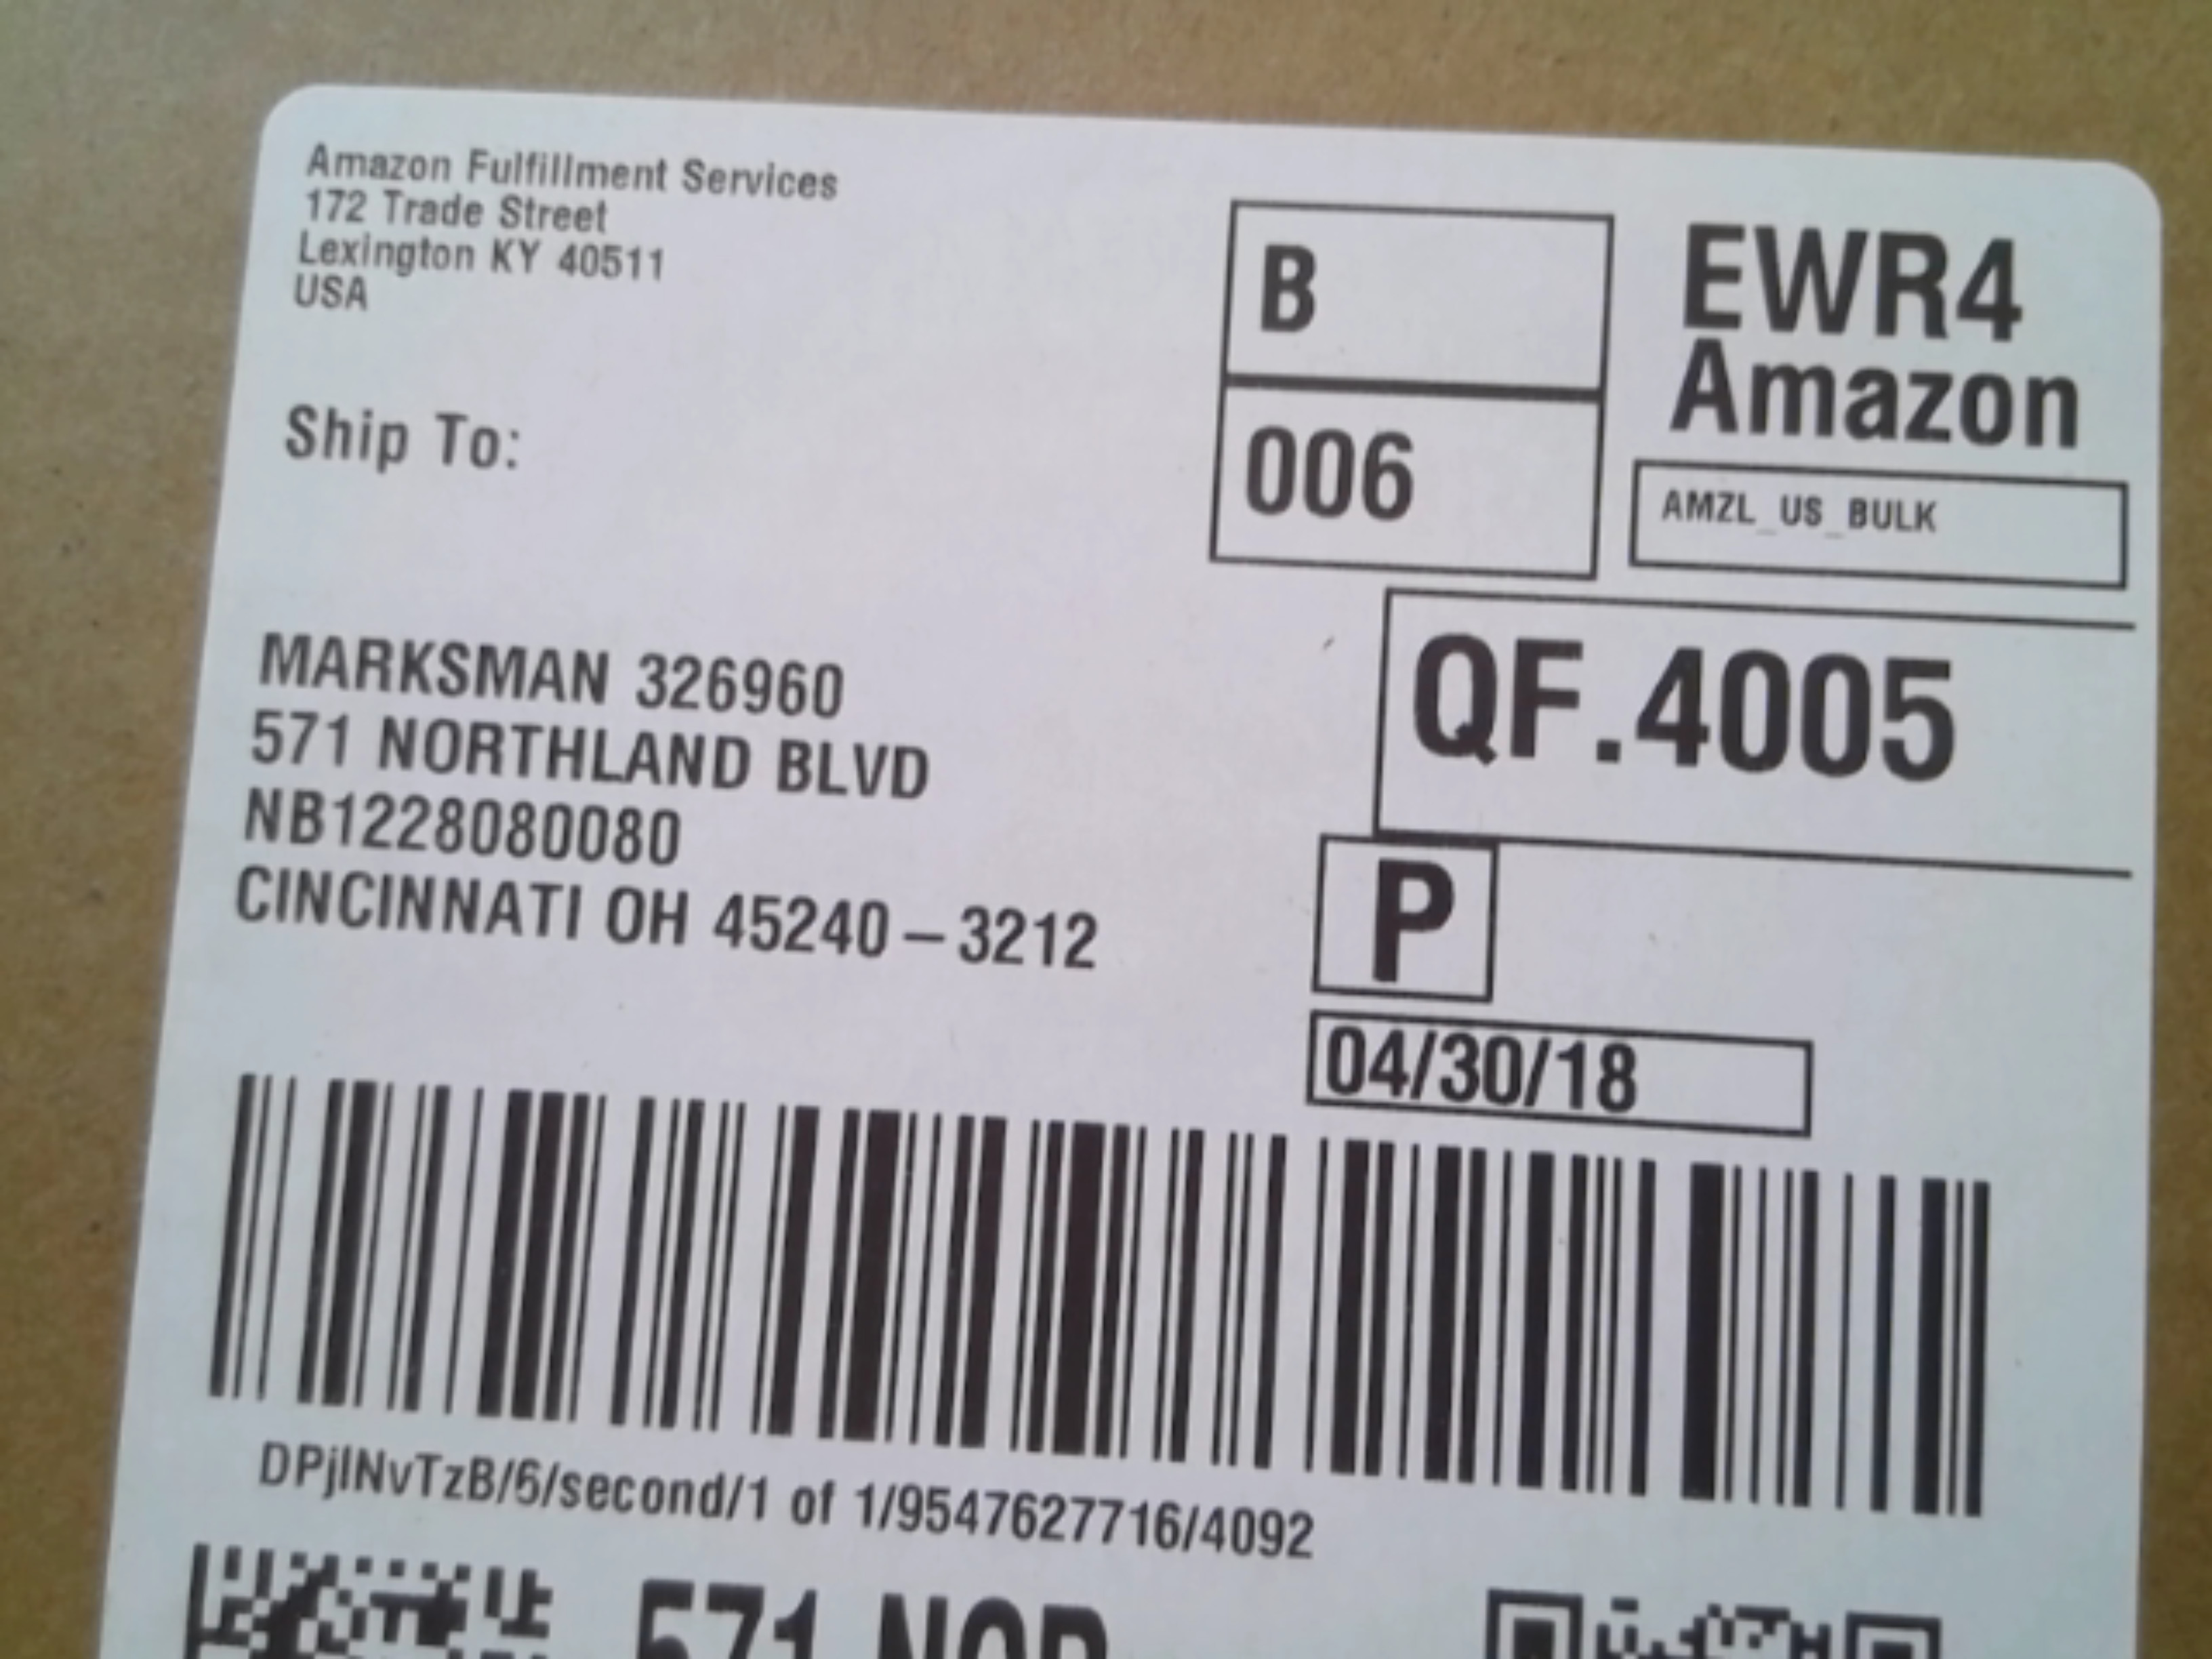 Amazon Fulfillment Services
172 Trade Street
Lexington KY 40511
USA
B
006
EWR4
Amazon
AMZL_US_BULK
Ship To:
QF.4005
P
04/30/18
MARKSMAN 326960
571 NORTHLAND BLVD
NB1228080080
CINCINNATI OH 45240-3212
DPjlNvTzB/6/second/1 of 1/9547627716/4092
571 NOR